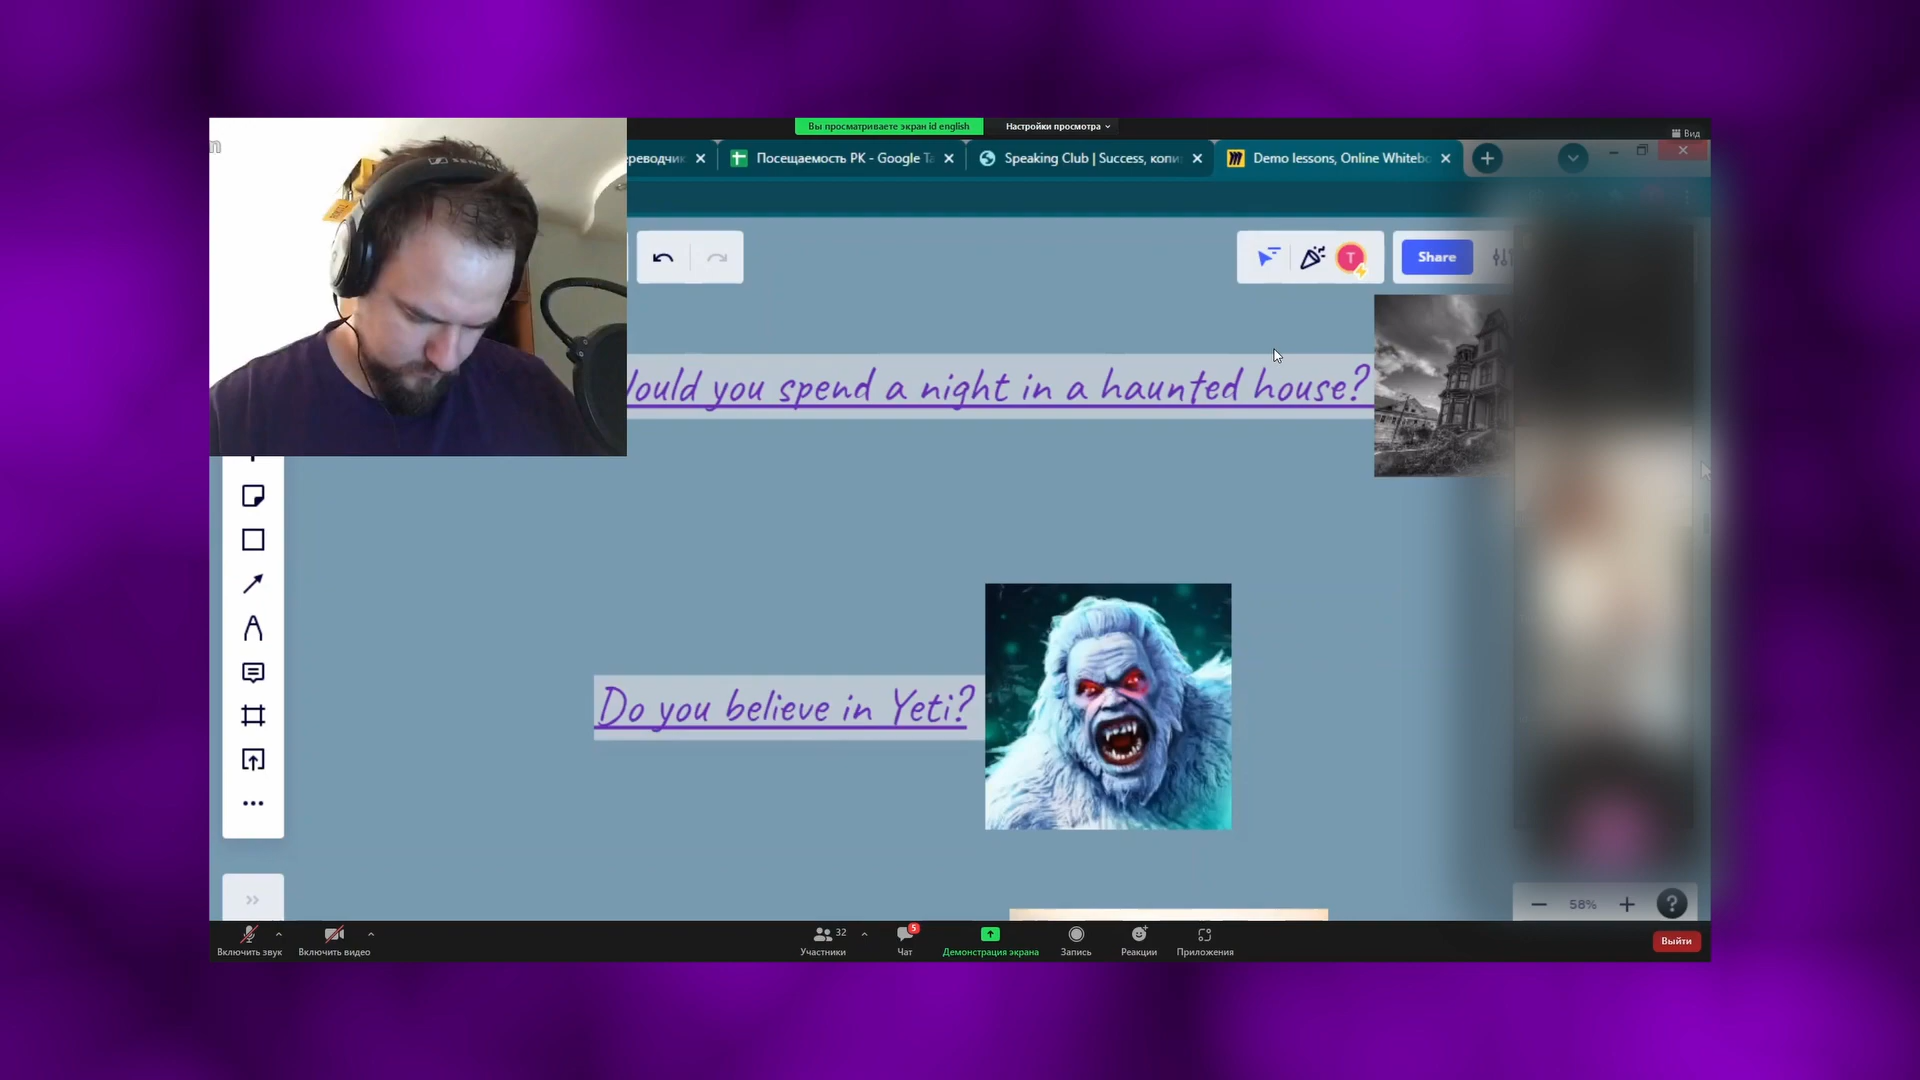 Вы просматриваете экран id english
Настройки просмотра
Вид
Посещаемость РК - Google Та
Speaking Club | Success, копи
Demo lessons, Online Whitebo
T
Share
ould you spend a night in a haunted house?
Do you believe in Yeti?
58%
?
Включить звук
Включить видео
32
Участники
5
Чат
Демонстрация экрана
Запись
Реакции
Приложения
Выйти